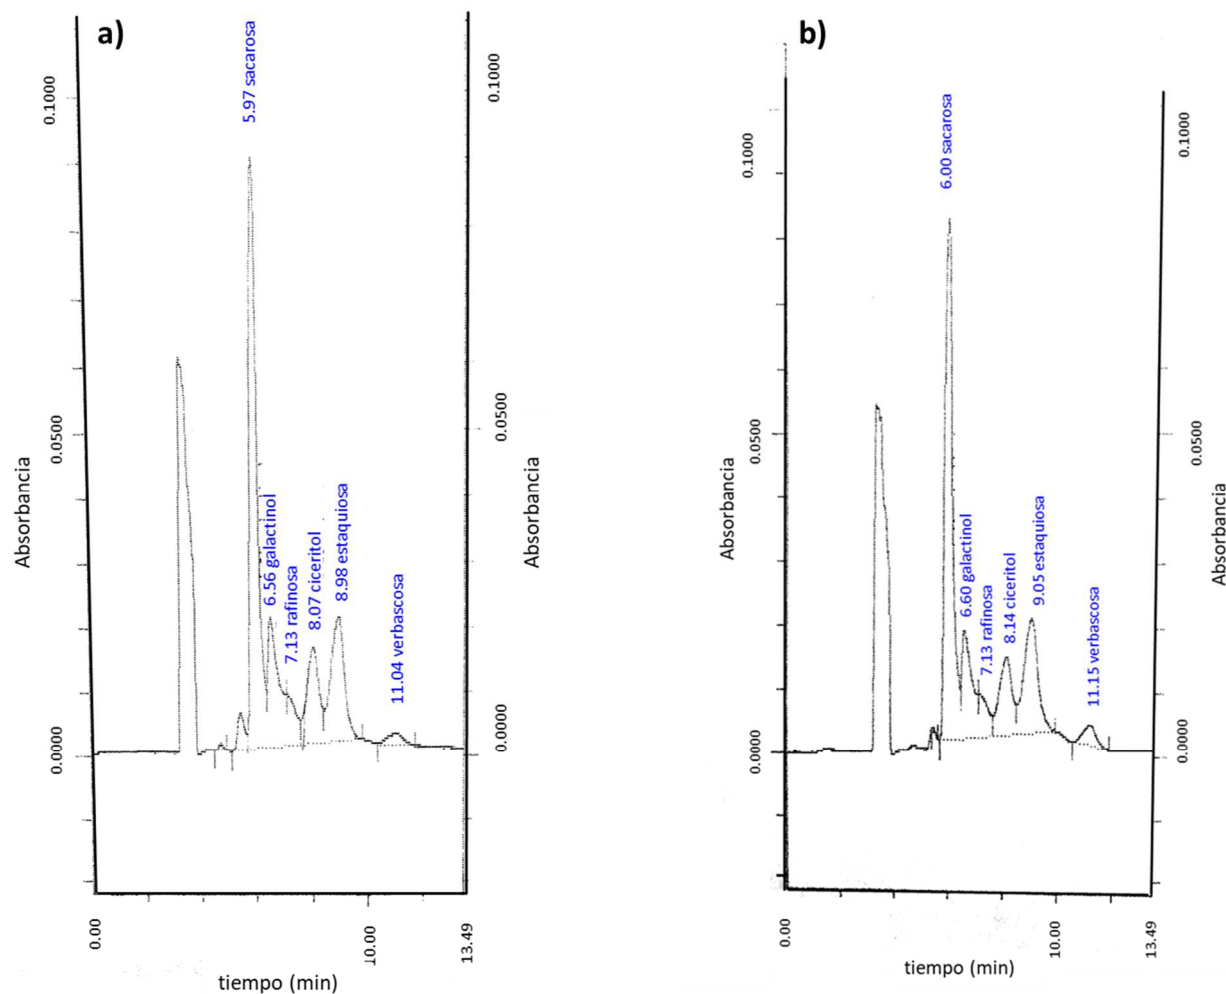 a)
0.1000
0.0500
0.0000
Absorbancia
5.97 sacarosa
6.56 galactinol
7.13 rafinosa
8.07 ciceritol
8.98 estaquiosa
11.04 verbascosa
0.1000
0.0500
0.0000
Absorbancia
0.00
10.00
13.49
tiempo (min)
b)
0.1000
0.0500
0.0000
Absorbancia
6.00 sacarosa
6.60 galactinol
7.13 rafinosa
8.14 ciceritol
9.05 estaquiosa
11.15 verbascosa
0.1000
0.0500
0.0000
Absorbancia
0.00
10.00
13.49
tiempo (min)